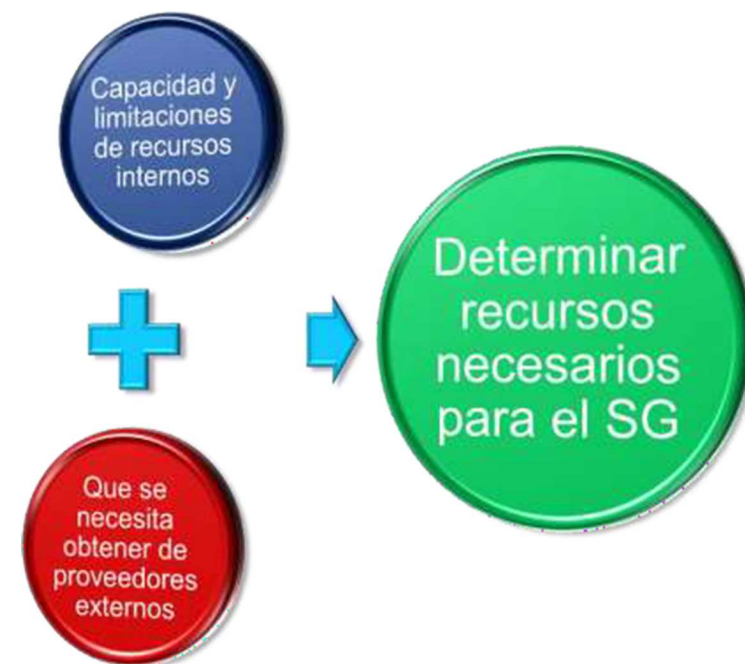 Capacidad y
limitaciones
de recursos
internos
Que se
necesita
obtener de
proveedores
externos
Determinar
recursos
necesarios
para el SG